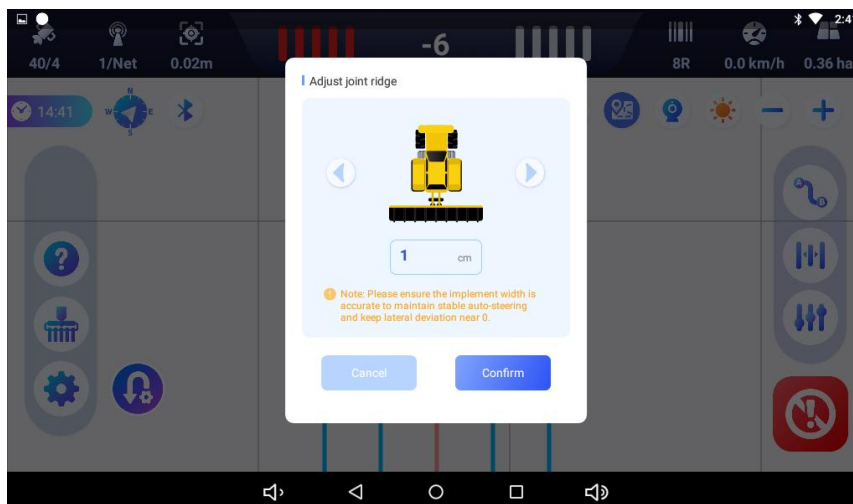 2:4
40/4
1/Net
0.02m
-6
8R
0.0 km/h
0.36 ha
14:41
N
W
E
S
Adjust joint ridge
1 cm
Note: Please ensure the implement width is
accurate to maintain stable auto-steering
and keep lateral deviation near 0.
Cancel
Confirm
A
B